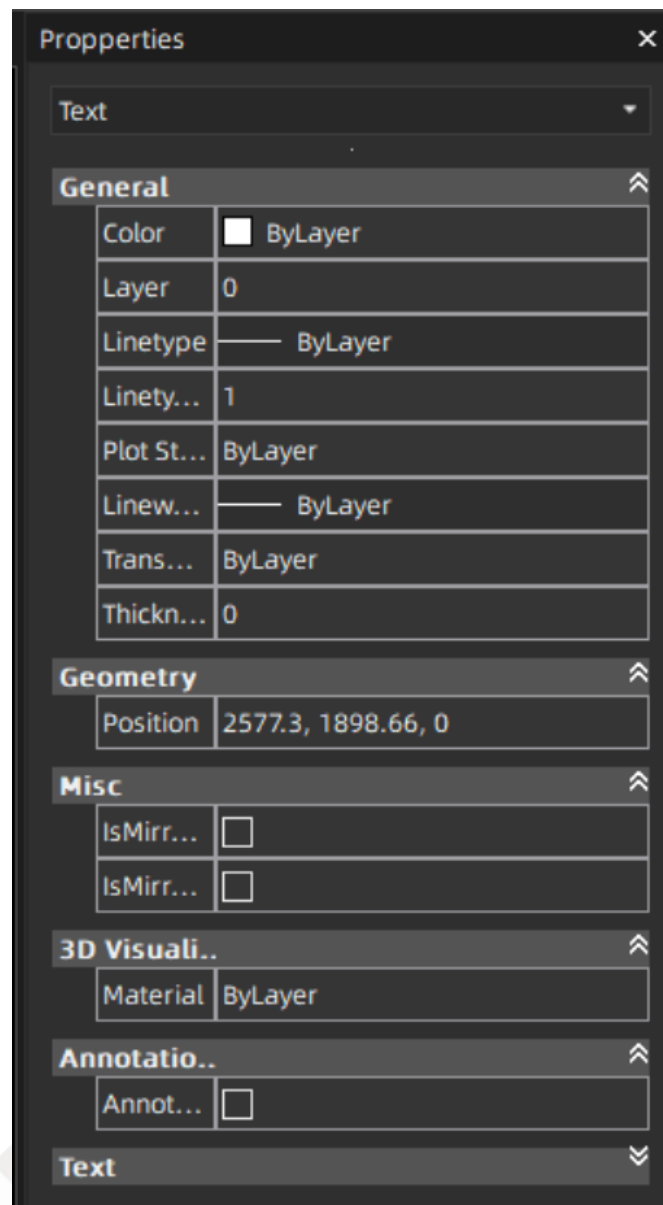 Propperties
Text
General
Color ByLayer
Layer 0
Linetype ByLayer
Linety... 1
Plot St... ByLayer
Linew... ByLayer
Trans... ByLayer
Thickn... 0
Geometry
Position 2577.3, 1898.66, 0
Misc
IsMirr...
IsMirr...
3D Visuali..
Material ByLayer
Annotatio..
Annot...
Text